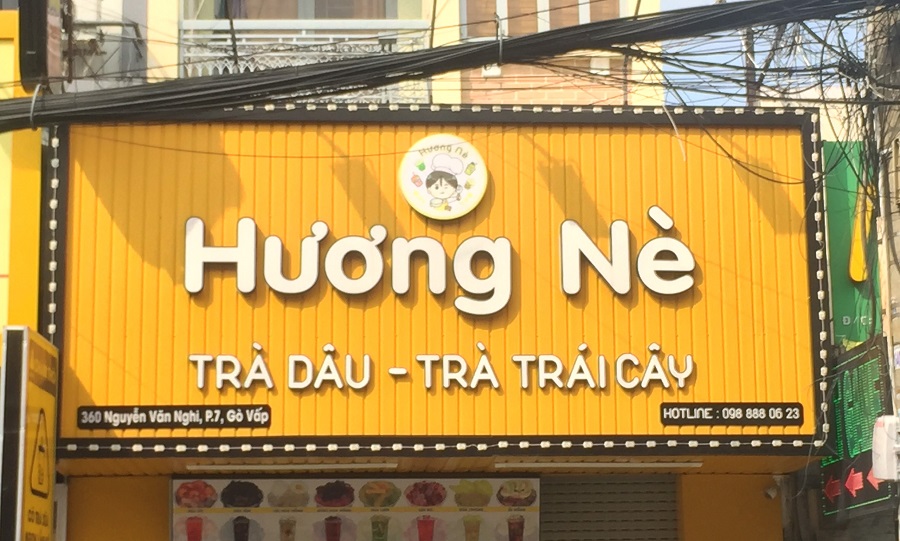 Hương Nè
Hương Nè
TRÀ DÂU - TRÀ TRÁI CÂY
360 Nguyễn Văn Nghi, P.7, Gò Vấp
HOTLINE : 098 888 06 23
Đ/C: